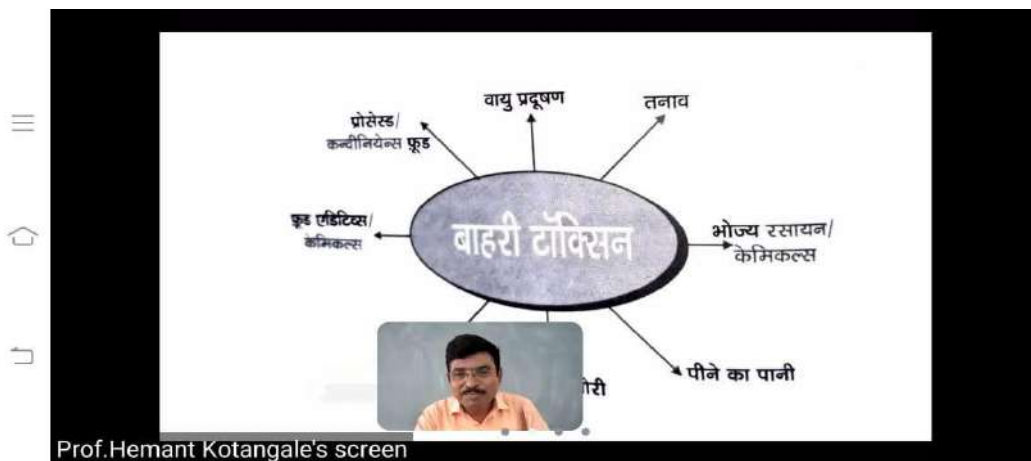 वायु प्रदूषण
तनाव
प्रोसेस्ड/
कन्वीनियेन्स फ़ूड
फ़ूड एडिटिव्स/
केमिकल्स
बाहरी टॉक्सिन
भोज्य रसायन/
केमिकल्स
पीने का पानी
Prof.Hemant Kotangale's screen